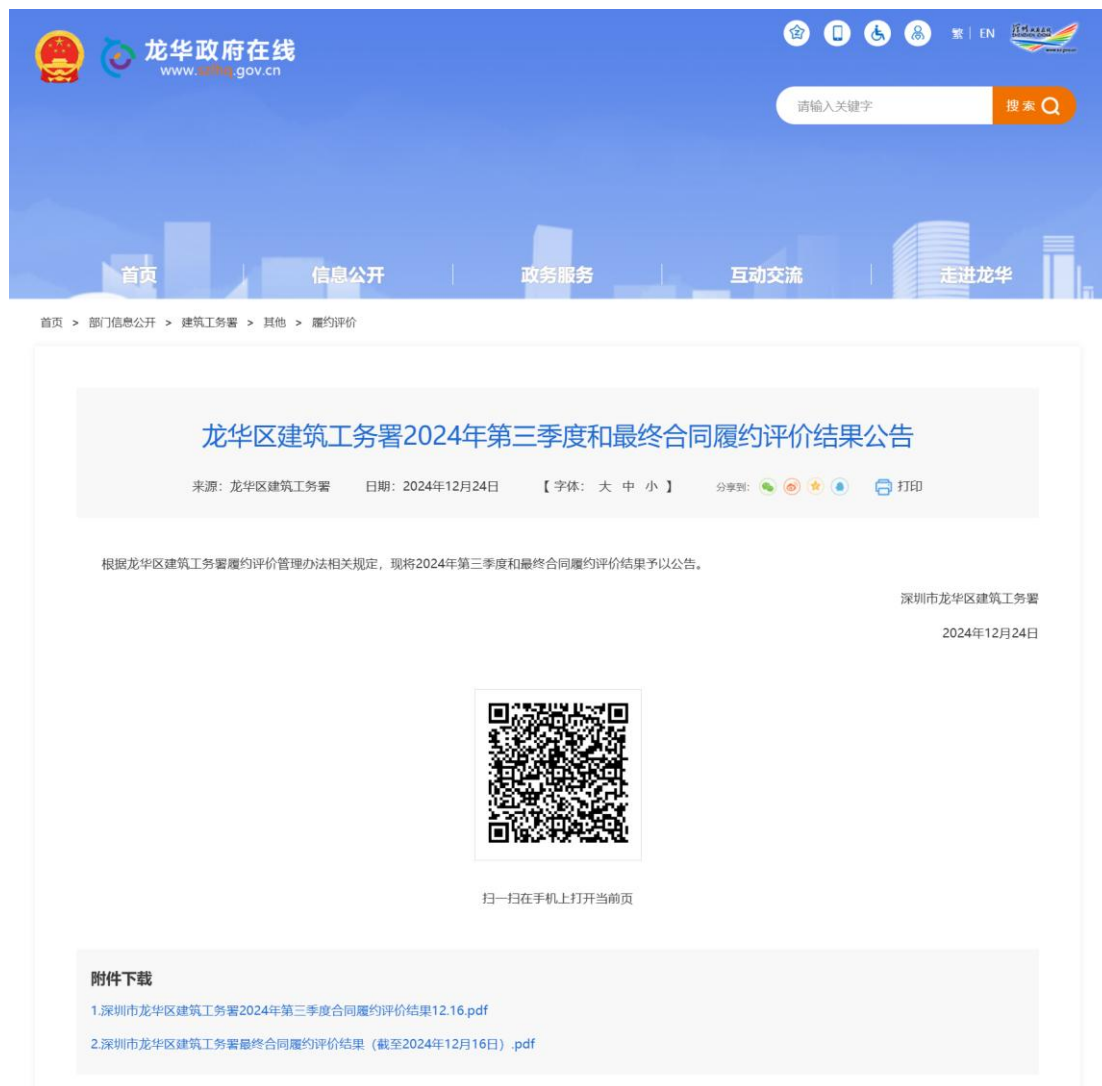 龙华政府在线
www.szlhq.gov.cn
繁 | EN
请输入关键字
搜索
首页
信息公开
政务服务
互动交流
走进龙华
首页 > 部门信息公开 > 建筑工务署 > 其他 > 履约评价
龙华区建筑工务署2024年第三季度和最终合同履约评价结果公告
来源：龙华区建筑工务署 日期：2024年12月24日 【 字体： 大 中 小 】 分享到： 打印
根据龙华区建筑工务署履约评价管理办法相关规定，现将2024年第三季度和最终合同履约评价结果予以公告。
深圳市龙华区建筑工务署
2024年12月24日
扫一扫在手机上打开当前页
附件下载
1.深圳市龙华区建筑工务署2024年第三季度合同履约评价结果12.16.pdf
2.深圳市龙华区建筑工务署最终合同履约评价结果（截至2024年12月16日）.pdf